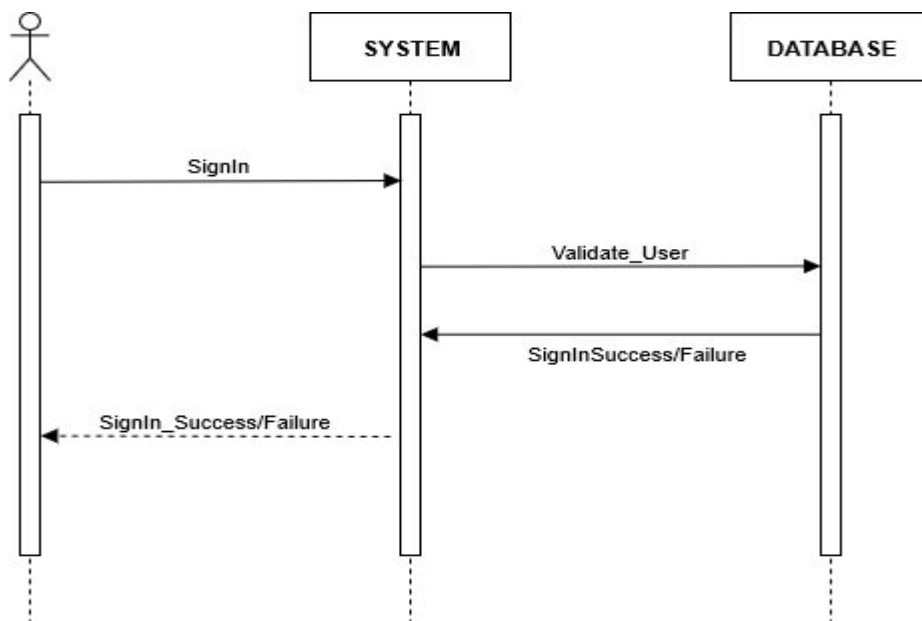 SYSTEM
DATABASE
SignIn
Validate_User
SignInSuccess/Failure
SignIn_Success/Failure